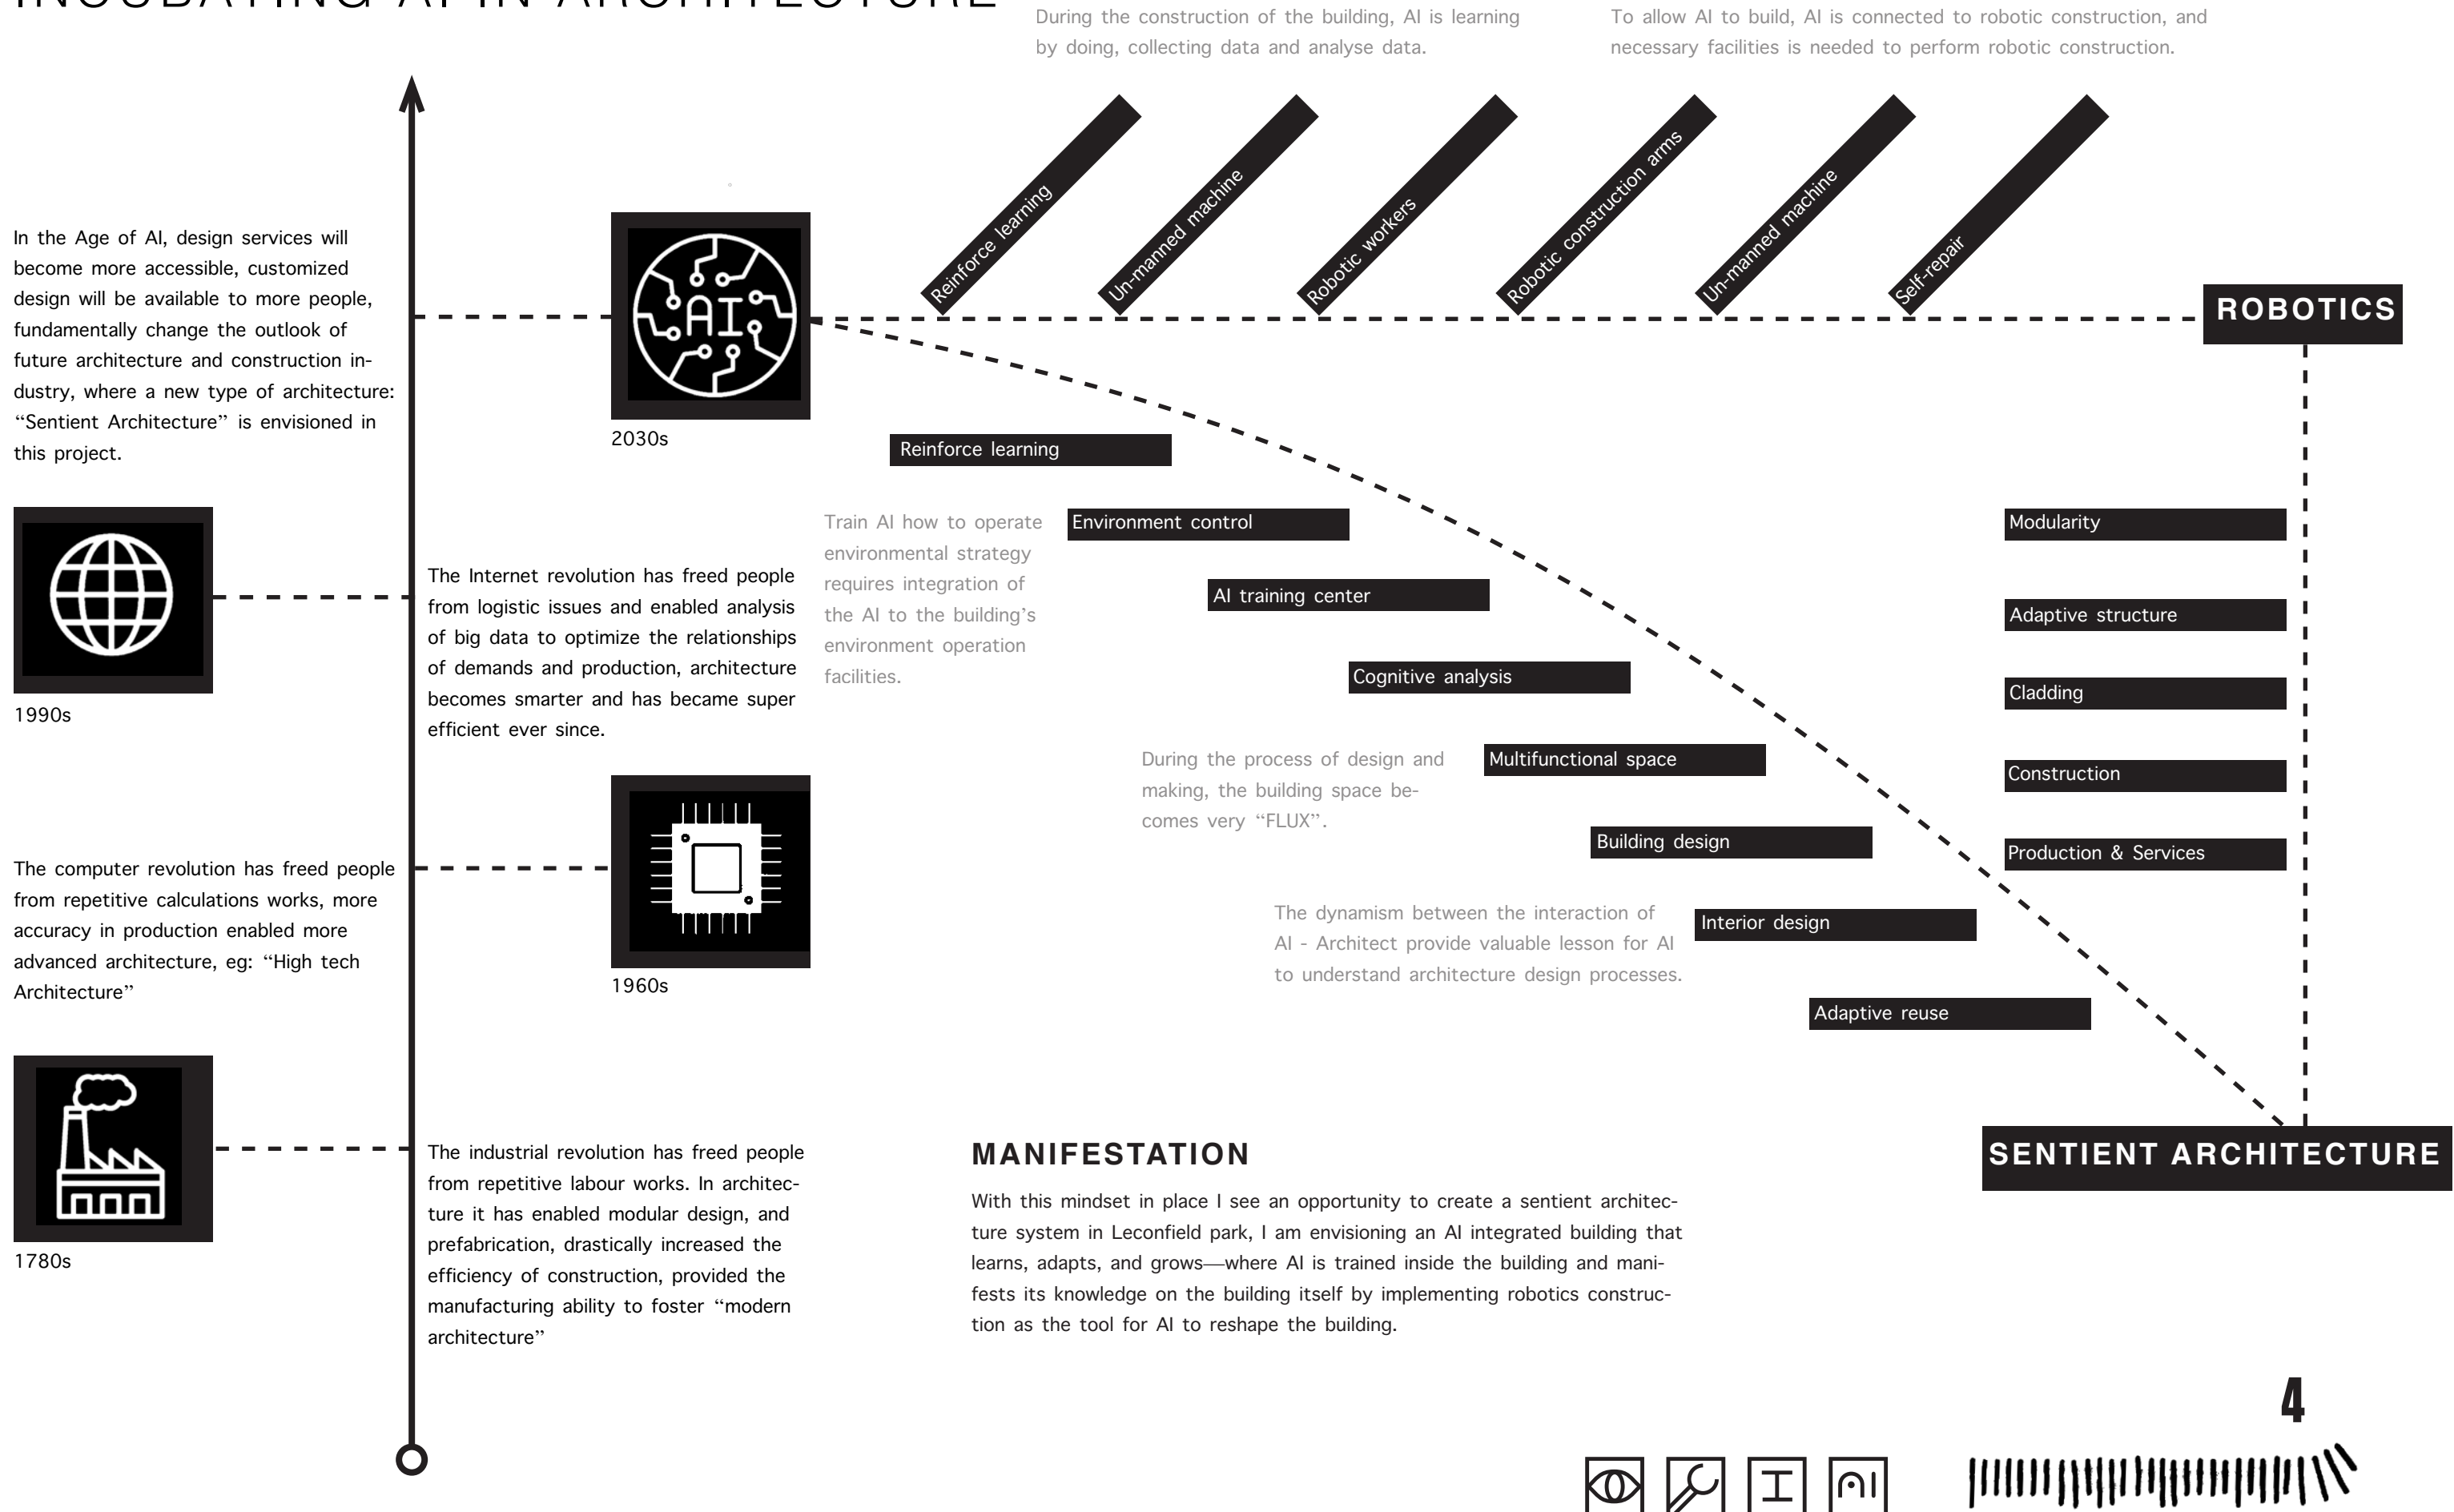 INCUBATING AI IN ARCHITECTURE
During the construction of the building, AI is learning
by doing, collecting data and analyse data.
To allow AI to build, AI is connected to robotic construction, and
necessary facilities is needed to perform robotic construction.
Reinforce learning
Un-manned machine
Robotic workers
Robotic construction arms
Un-manned machine
Self-repair
ROBOTICS
In the Age of AI, design services will
become more accessible, customized
design will be available to more people,
fundamentally change the outlook of
future architecture and construction in-
dustry, where a new type of architecture:
“Sentient Architecture” is envisioned in
this project.
AI
2030s
1990s
The Internet revolution has freed people
from logistic issues and enabled analysis
of big data to optimize the relationships
of demands and production, architecture
becomes smarter and has became super
efficient ever since.
The computer revolution has freed people
from repetitive calculations works, more
accuracy in production enabled more
advanced architecture, eg: “High tech
Architecture”
1960s
1780s
The industrial revolution has freed people
from repetitive labour works. In architec-
ture it has enabled modular design, and
prefabrication, drastically increased the
efficiency of construction, provided the
manufacturing ability to foster “modern
architecture”
Reinforce learning
Train AI how to operate
environmental strategy
requires integration of
the AI to the building’s
environment operation
facilities.
Environment control
AI training center
Cognitive analysis
During the process of design and
making, the building space be-
comes very “FLUX”.
Multifunctional space
Building design
The dynamism between the interaction of
AI - Architect provide valuable lesson for AI
to understand architecture design processes.
Interior design
Adaptive reuse
Modularity
Adaptive structure
Cladding
Construction
Production & Services
SENTIENT ARCHITECTURE
MANIFESTATION
With this mindset in place I see an opportunity to create a sentient architec-
ture system in Leconfield park, I am envisioning an AI integrated building that
learns, adapts, and grows—where AI is trained inside the building and mani-
fests its knowledge on the building itself by implementing robotics construc-
tion as the tool for AI to reshape the building.
4